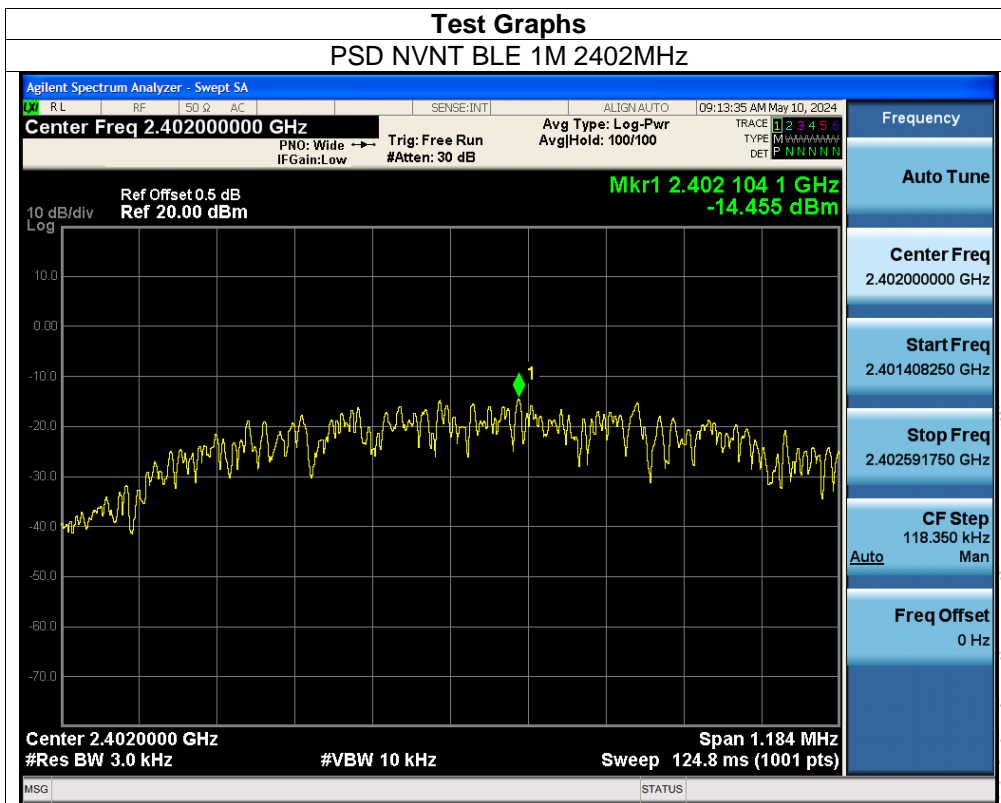 Test Graphs
PSD NVNT BLE 1M 2402MHz
Agilent Spectrum Analyzer - Swept SA
LXI RL RF 50 Ω AC SENSE:INT ALIGN AUTO 09:13:35 AM May 10, 2024
Center Freq 2.402000000 GHz
PNO: Wide
IFGain:Low
Trig: Free Run
#Atten: 30 dB
Avg Type: Log-Pwr
Avg|Hold: 100/100
TRACE 1 2 3 4 5 6
TYPE M WWWWW
DET P N N N N N
Frequency
Auto Tune
Center Freq
2.402000000 GHz
Start Freq
2.401408250 GHz
Stop Freq
2.402591750 GHz
CF Step
118.350 kHz
Auto Man
Freq Offset
0 Hz
Mkr1 2.402 104 1 GHz
-14.455 dBm
Ref Offset 0.5 dB
10 dB/div Ref 20.00 dBm
Log
10.0
0.00
-10.0
-20.0
-30.0
-40.0
-50.0
-60.0
-70.0
1
Center 2.4020000 GHz Span 1.184 MHz
#Res BW 3.0 kHz #VBW 10 kHz Sweep 124.8 ms (1001 pts)
MSG STATUS